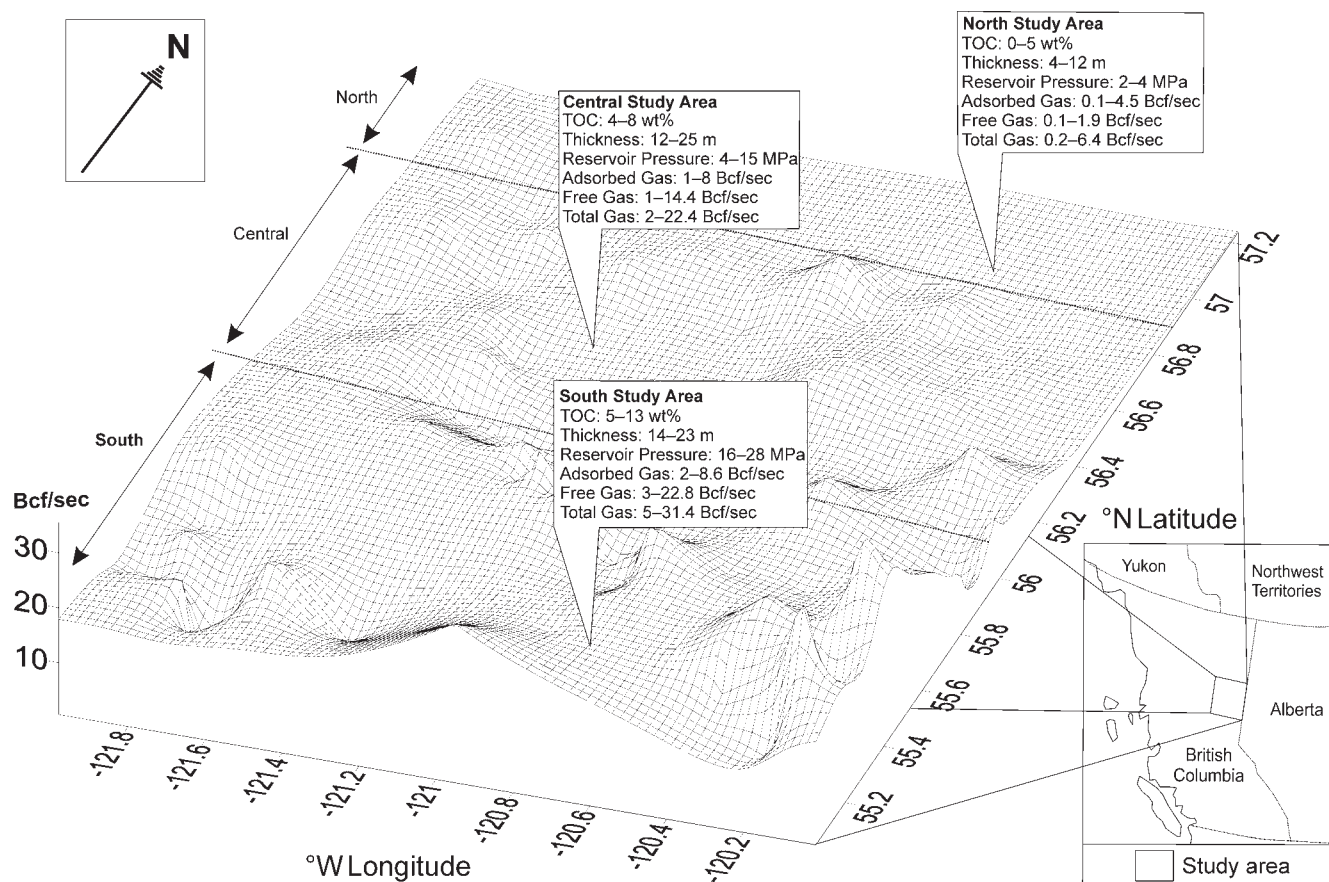 N
North
Central
South
North Study Area
TOC: 0–5 wt%
Thickness: 4–12 m
Reservoir Pressure: 2–4 MPa
Adsorbed Gas: 0.1–4.5 Bcf/sec
Free Gas: 0.1–1.9 Bcf/sec
Total Gas: 0.2–6.4 Bcf/sec
Central Study Area
TOC: 4–8 wt%
Thickness: 12–25 m
Reservoir Pressure: 4–15 MPa
Adsorbed Gas: 1–8 Bcf/sec
Free Gas: 1–14.4 Bcf/sec
Total Gas: 2–22.4 Bcf/sec
South Study Area
TOC: 5–13 wt%
Thickness: 14–23 m
Reservoir Pressure: 16–28 MPa
Adsorbed Gas: 2–8.6 Bcf/sec
Free Gas: 3–22.8 Bcf/sec
Total Gas: 5–31.4 Bcf/sec
Bcf/sec
30
20
10
-121.8
-121.6
-121.4
-121.2
-121
-120.8
-120.6
-120.4
-120.2
°W Longitude
57.2
57
56.8
56.6
56.4
56.2
56
55.8
55.6
55.4
55.2
°N Latitude
Yukon
Northwest
Territories
Alberta
British
Columbia
Study area